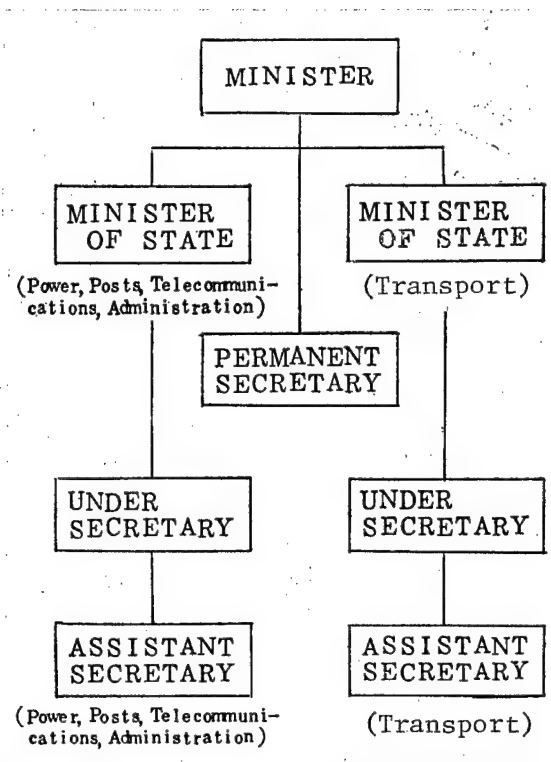 MINISTER
MINISTER
OF STATE
(Power, Posts, Telecommuni-
cations, Administration)
MINISTER
OF STATE
(Transport)
PERMANENT
SECRETARY
UNDER
SECRETARY
UNDER
SECRETARY
ASSISTANT
SECRETARY
(Power, Posts, Telecommuni-
cations, Administration)
ASSISTANT
SECRETARY
(Transport)